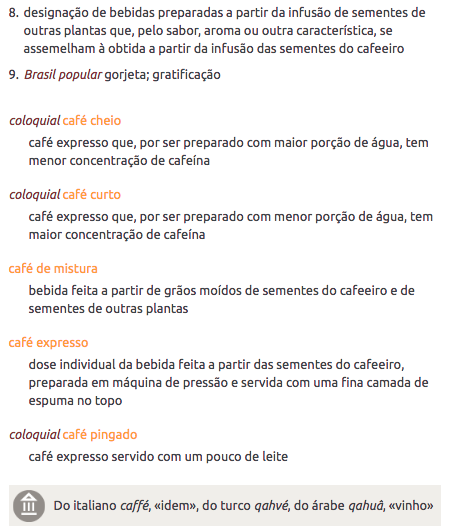 8. designação de bebidas preparadas a partir da infusão de sementes de
outras plantas que, pelo sabor, aroma ou outra característica, se
assemelham à obtida a partir da infusão das sementes do cafeeiro
9. Brasil popular gorjeta; gratificação
coloquial café cheio
café expresso que, por ser preparado com maior porção de água, tem
menor concentração de cafeína
coloquial café curto
café expresso que, por ser preparado com menor porção de água, tem
maior concentração de cafeína
café de mistura
bebida feita a partir de grãos moídos de sementes do cafeeiro e de
sementes de outras plantas
café expresso
dose individual da bebida feita a partir das sementes do cafeeiro,
preparada em máquina de pressão e servida com uma fina camada de
espuma no topo
coloquial café pingado
café expresso servido com um pouco de leite
Do italiano caffé, «idem», do turco qahvé, do árabe qahuâ, «vinho»